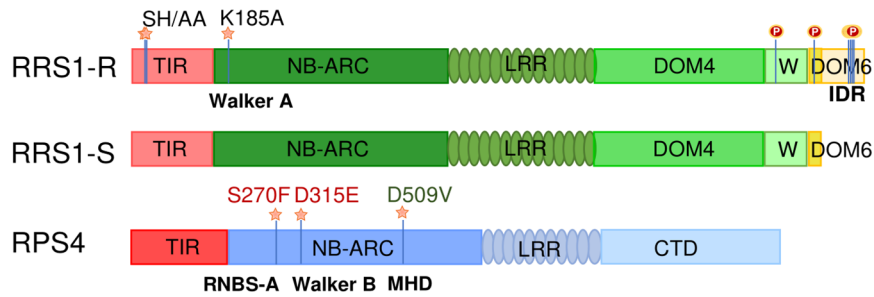 SH/AA K185A
P P P
RRS1-R TIR NB-ARC LRR DOM4 W DOM6
Walker A IDR
RRS1-S TIR NB-ARC LRR DOM4 W DOM6
S270F D315E D509V
RPS4 TIR NB-ARC LRR CTD
RNBS-A Walker B MHD